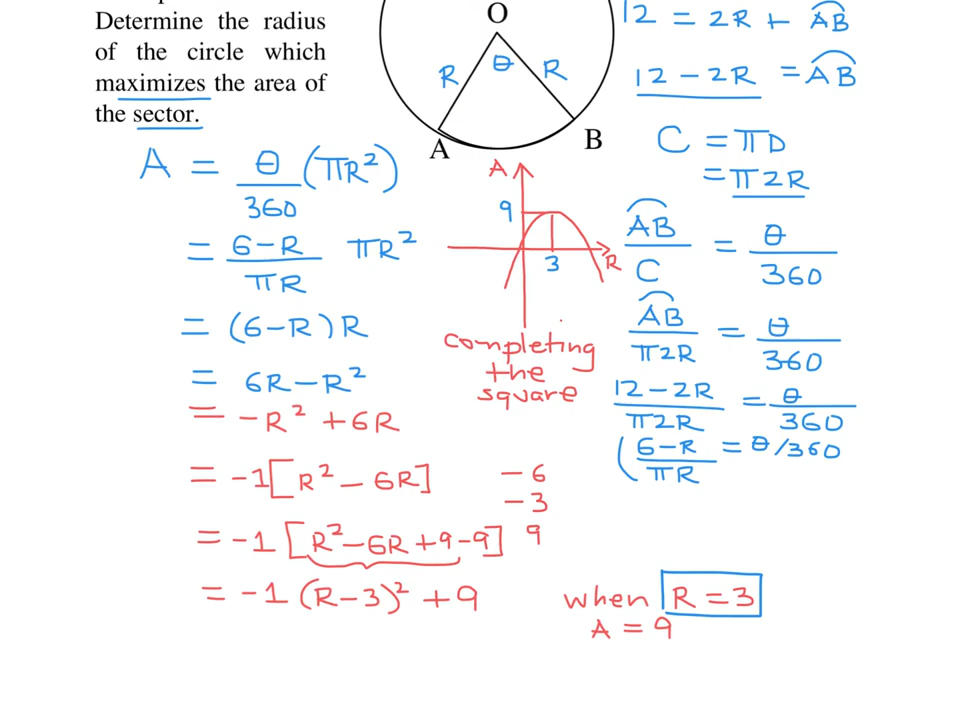 Determine the radius
of the circle which
maximizes the area of
the sector.
O
θ
R
R
A
B
12 = 2R + AB
12 - 2R = AB
C = πD
= π2R
AB/C = θ/360
AB/π2R = θ/360
12-2R/π2R = θ/360
(6-R/πR = θ/360
A = θ/360 (πR²)
= 6-R/πR πR²
= (6-R)R
= 6R-R²
= -R² + 6R
= -1[R² - 6R]
= -1 [R²-6R+9-9]
= -1 (R-3)² + 9
A
9
3
R
completing
the
square
-6
-3
9
when R = 3
A = 9